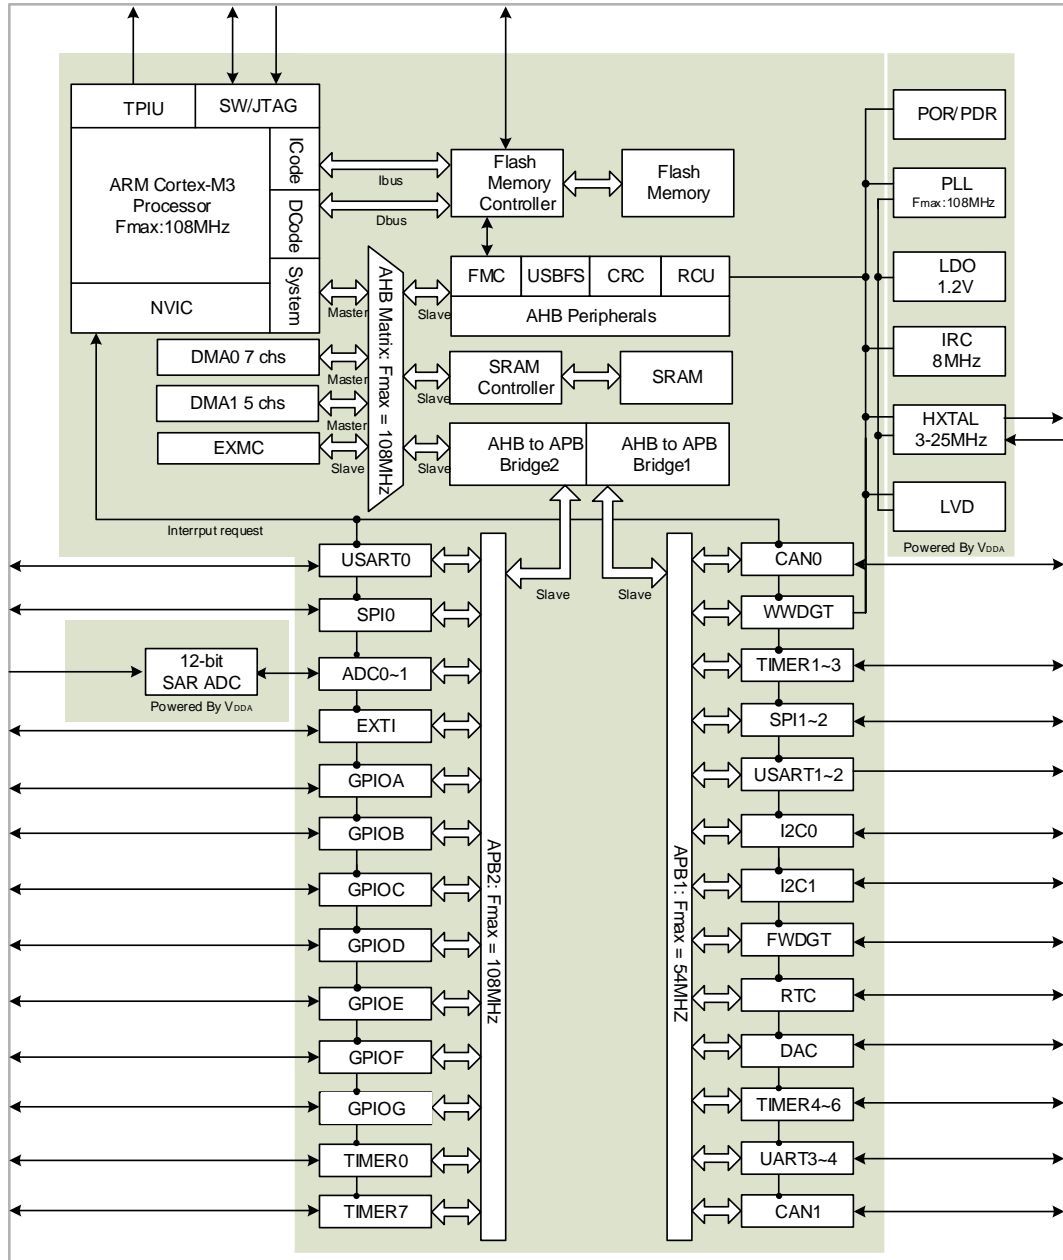 TPIU
SW/JTAG
ARM Cortex-M3
Processor
Fmax:108MHz
ICode
DCode
System
NVIC
Ibus
Dbus
Flash
Memory
Controller
Flash
Memory
FMC
USBFS
CRC
RCU
AHB Peripherals
Master
Slave
AHB Matrix: Fmax = 108MHz
DMA0 7 chs
Master
DMA1 5 chs
Master
EXMC
Slave
SRAM
Controller
Slave
SRAM
AHB to APB
Bridge2
AHB to APB
Bridge1
Slave
POR/PDR
PLL
Fmax:108MHz
LDO
1.2V
IRC
8MHz
HXTAL
3-25MHz
LVD
Powered By VDDA
Interrput request
Slave
Slave
USART0
SPI0
12-bit
SAR ADC
Powered By VDDA
ADC0~1
EXTI
GPIOA
GPIOB
GPIOC
GPIOD
GPIOE
GPIOF
GPIOG
TIMER0
TIMER7
APB2: Fmax = 108MHz
APB1: Fmax = 54MHZ
CAN0
WWDGT
TIMER1~3
SPI1~2
USART1~2
I2C0
I2C1
FWDGT
RTC
DAC
TIMER4~6
UART3~4
CAN1